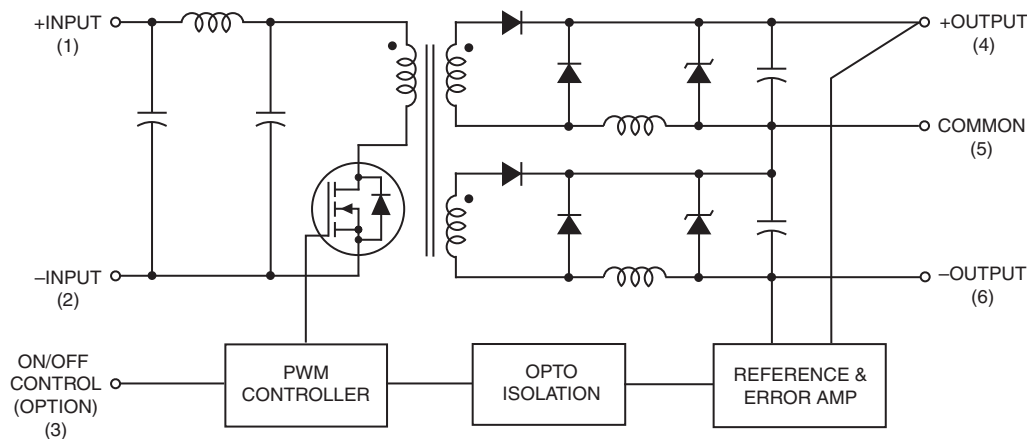 +INPUT
(1)
+OUTPUT
(4)
COMMON
(5)
–INPUT
(2)
–OUTPUT
(6)
ON/OFF
CONTROL
(OPTION)
(3)
PWM
CONTROLLER
OPTO
ISOLATION
REFERENCE &
ERROR AMP